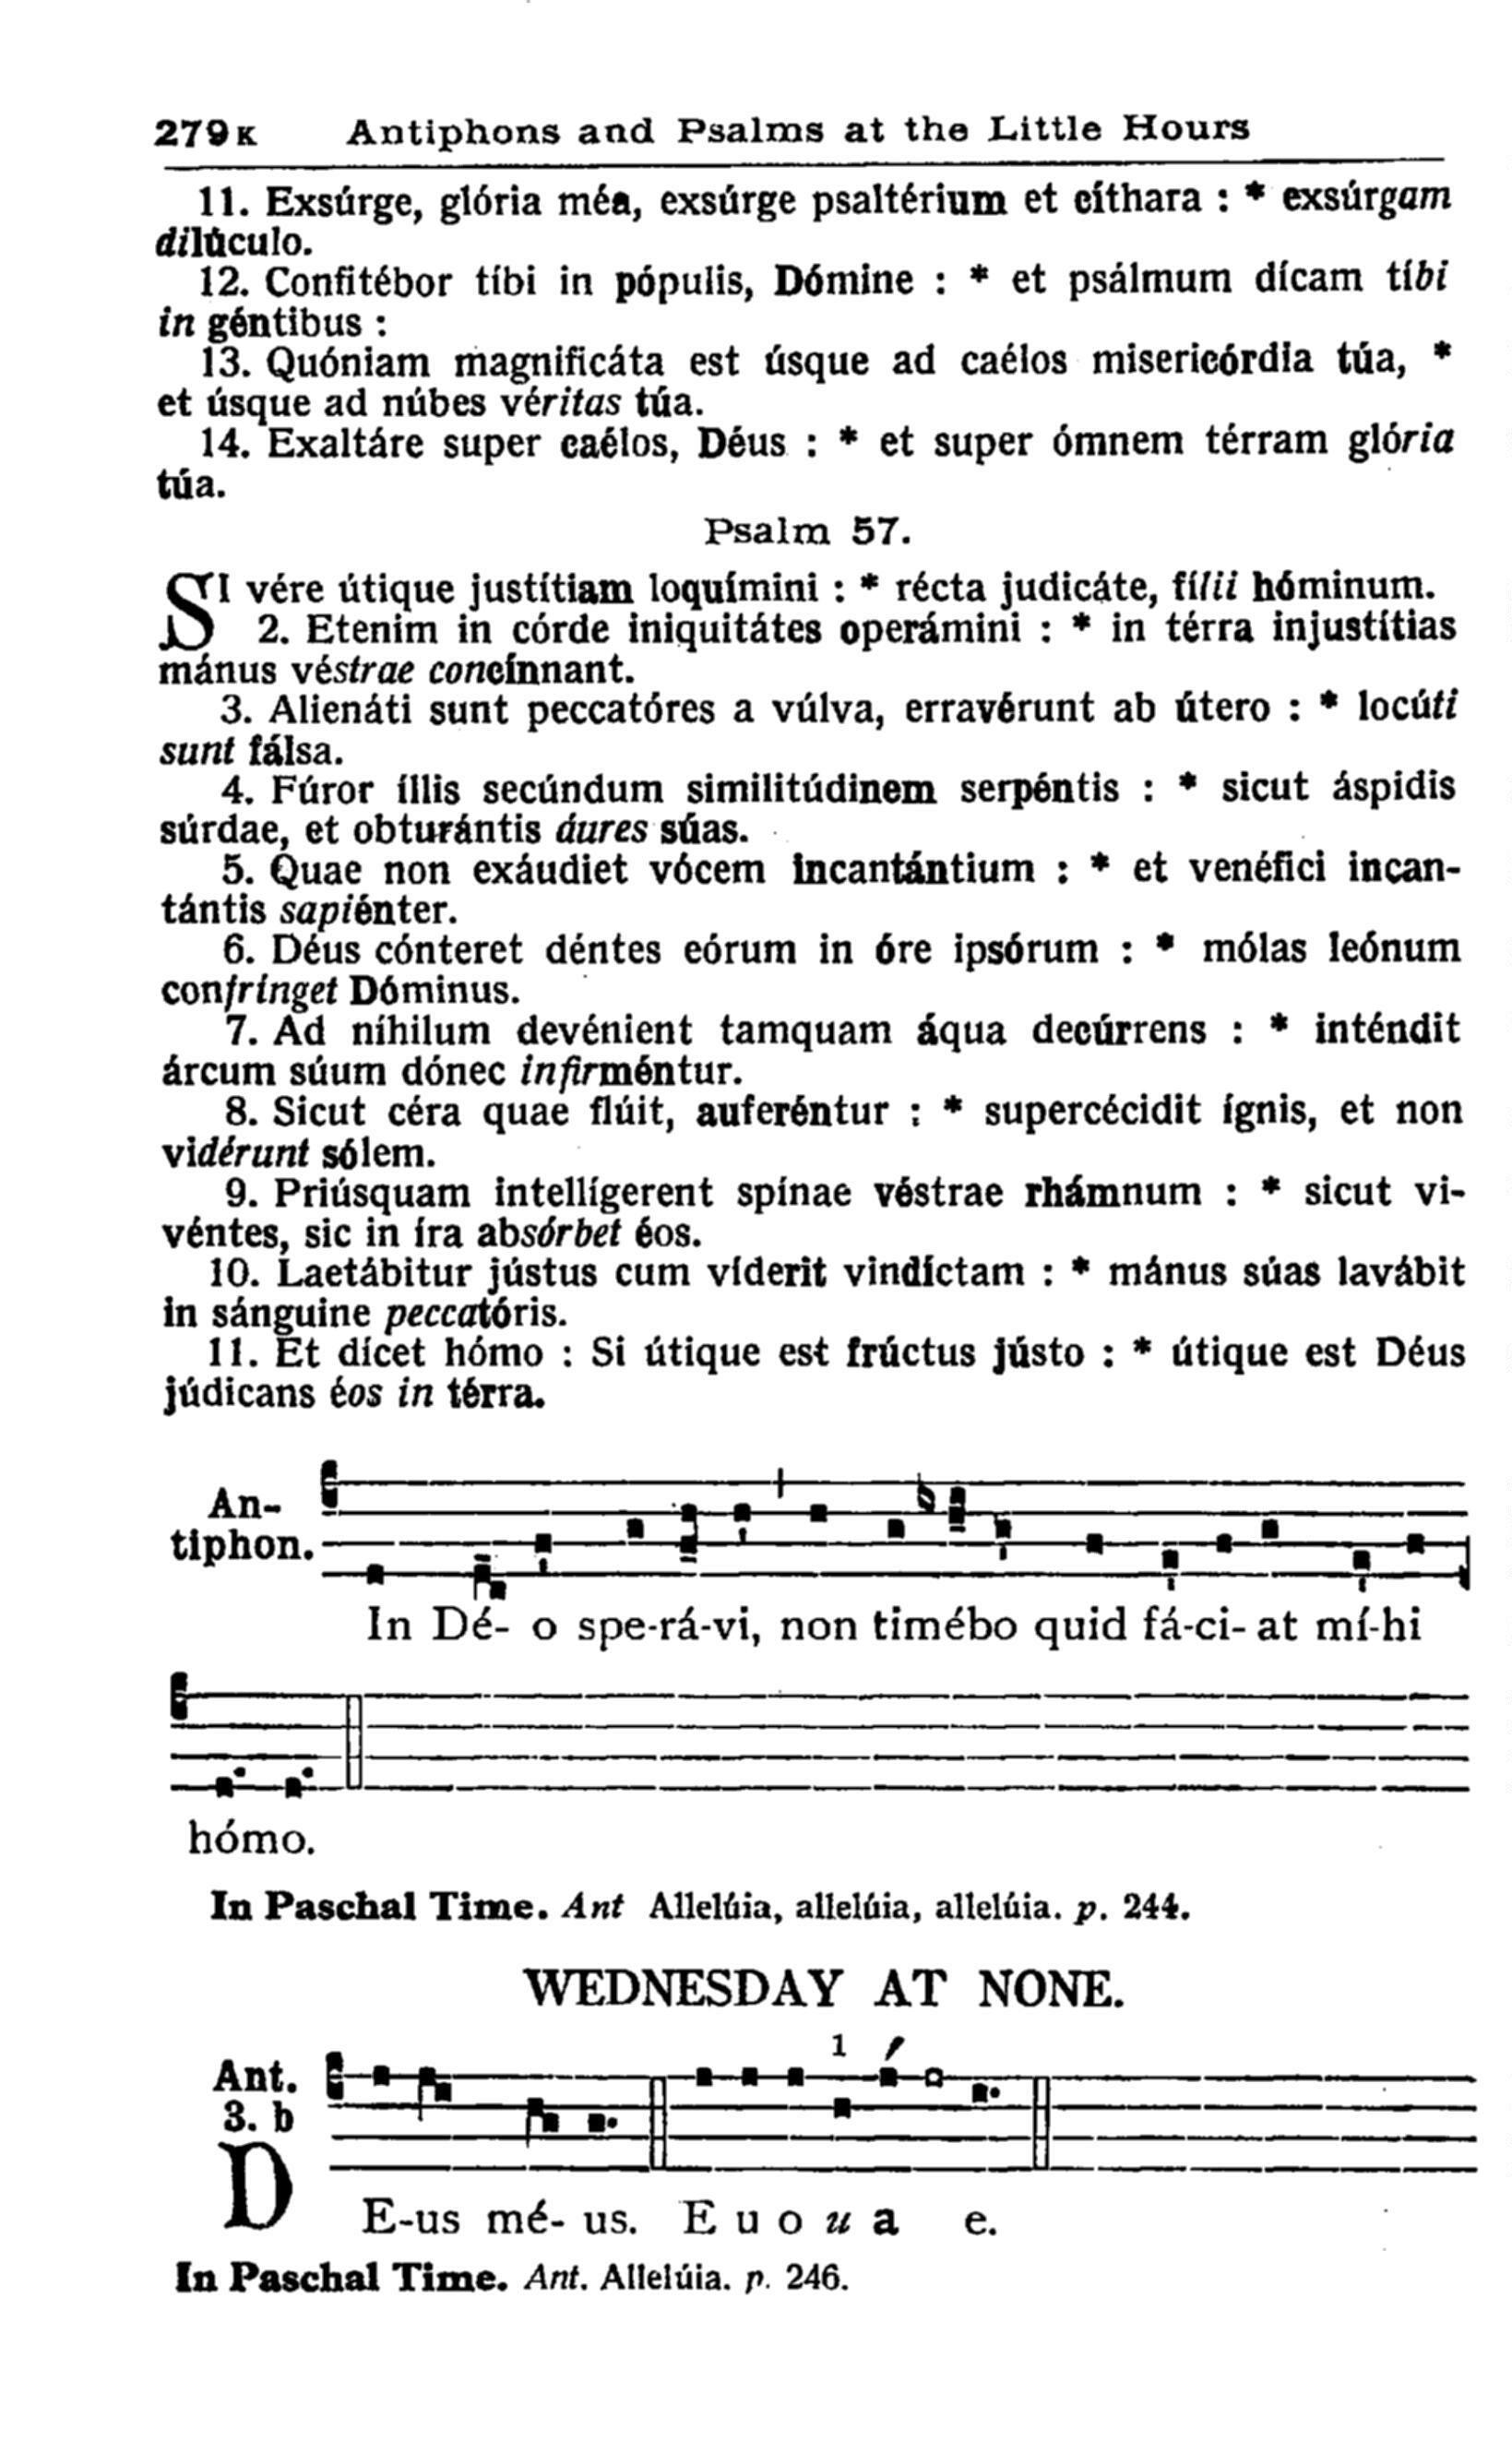 279K Antiphons and Psalms at the Little Hours
11. Exsúrge, glória méa, exsúrge psaltérium et cíthara : * exsúrgam
dilúculo.
12. Confitébor tíbi in pópulis, Dómine : * et psálmum dícam tíbi
in géntibus :
13. Quóniam magnificáta est úsque ad caélos misericórdia túa, *
et úsque ad núbes véritas túa.
14. Exaltáre super caélos, Déus : * et super ómnem térram glória
túa.
Psalm 57.
SI vére útique justítiam loquímini : * récta judicáte, fílii hóminum.
2. Etenim in córde iniquitátes operámini : * in térra injustítias
mánus véstrae concínnant.
3. Alienáti sunt peccatóres a vúlva, erravérunt ab útero : * locúti
sunt fálsa.
4. Fúror íllis secúndum similitúdinem serpéntis : * sicut áspidis
súrdae, et obturántis áures súas.
5. Quae non exáudiet vócem incantántium : * et venéfici incan-
tántis sapiénter.
6. Déus cónteret déntes eórum in óre ipsórum : * mólas leónum
confrínget Dóminus.
7. Ad níhilum devénient tamquam áqua decúrrens : * inténdit
árcum súum dónec infirméntur.
8. Sicut céra quae flúit, auferéntur : * supercécidit ígnis, et non
vidérunt sólem.
9. Priúsquam intellígerent spínae véstrae rhámnum : * sicut vi-
véntes, sic in íra absórbet éos.
10. Laetábitur jústus cum víderit vindíctam : * mánus súas lavábit
in sánguine peccatóris.
11. Et dícet hómo : Si útique est frúctus jústo : * útique est Déus
júdicans éos in térra.
An-
tiphon.
In Dé- o spe-rá-vi, non timébo quid fá-ci- at mí-hi
hómo.
In Paschal Time. Ant Allelúia, allelúia, allelúia. p. 244.
WEDNESDAY AT NONE.
1
Ant.
3. b
DE-us mé- us. E u o u a e.
In Paschal Time. Ant. Allelúia. p. 246.